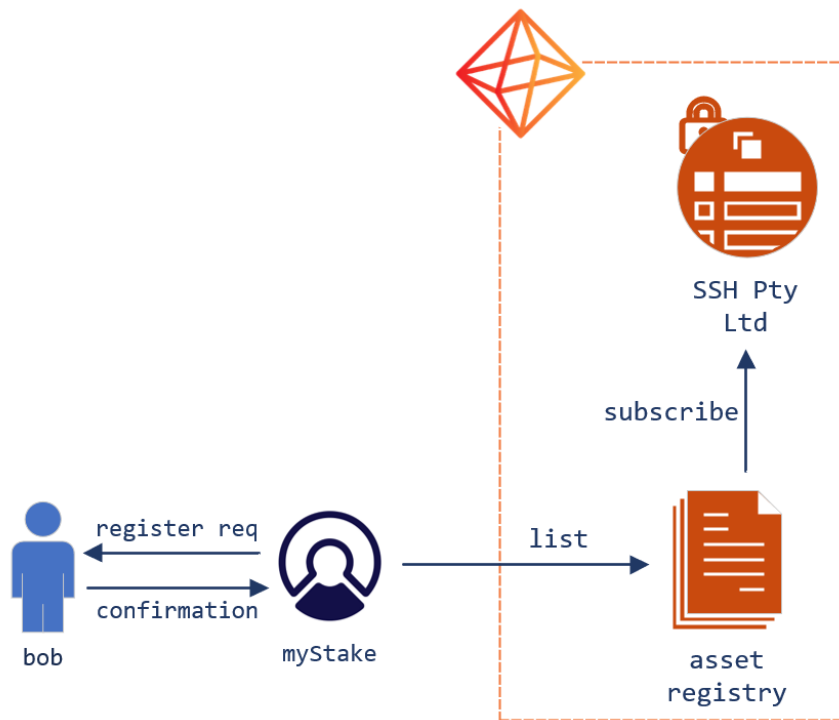 SSH Pty
Ltd
subscribe
register req
list
confirmation
bob
myStake
asset
registry